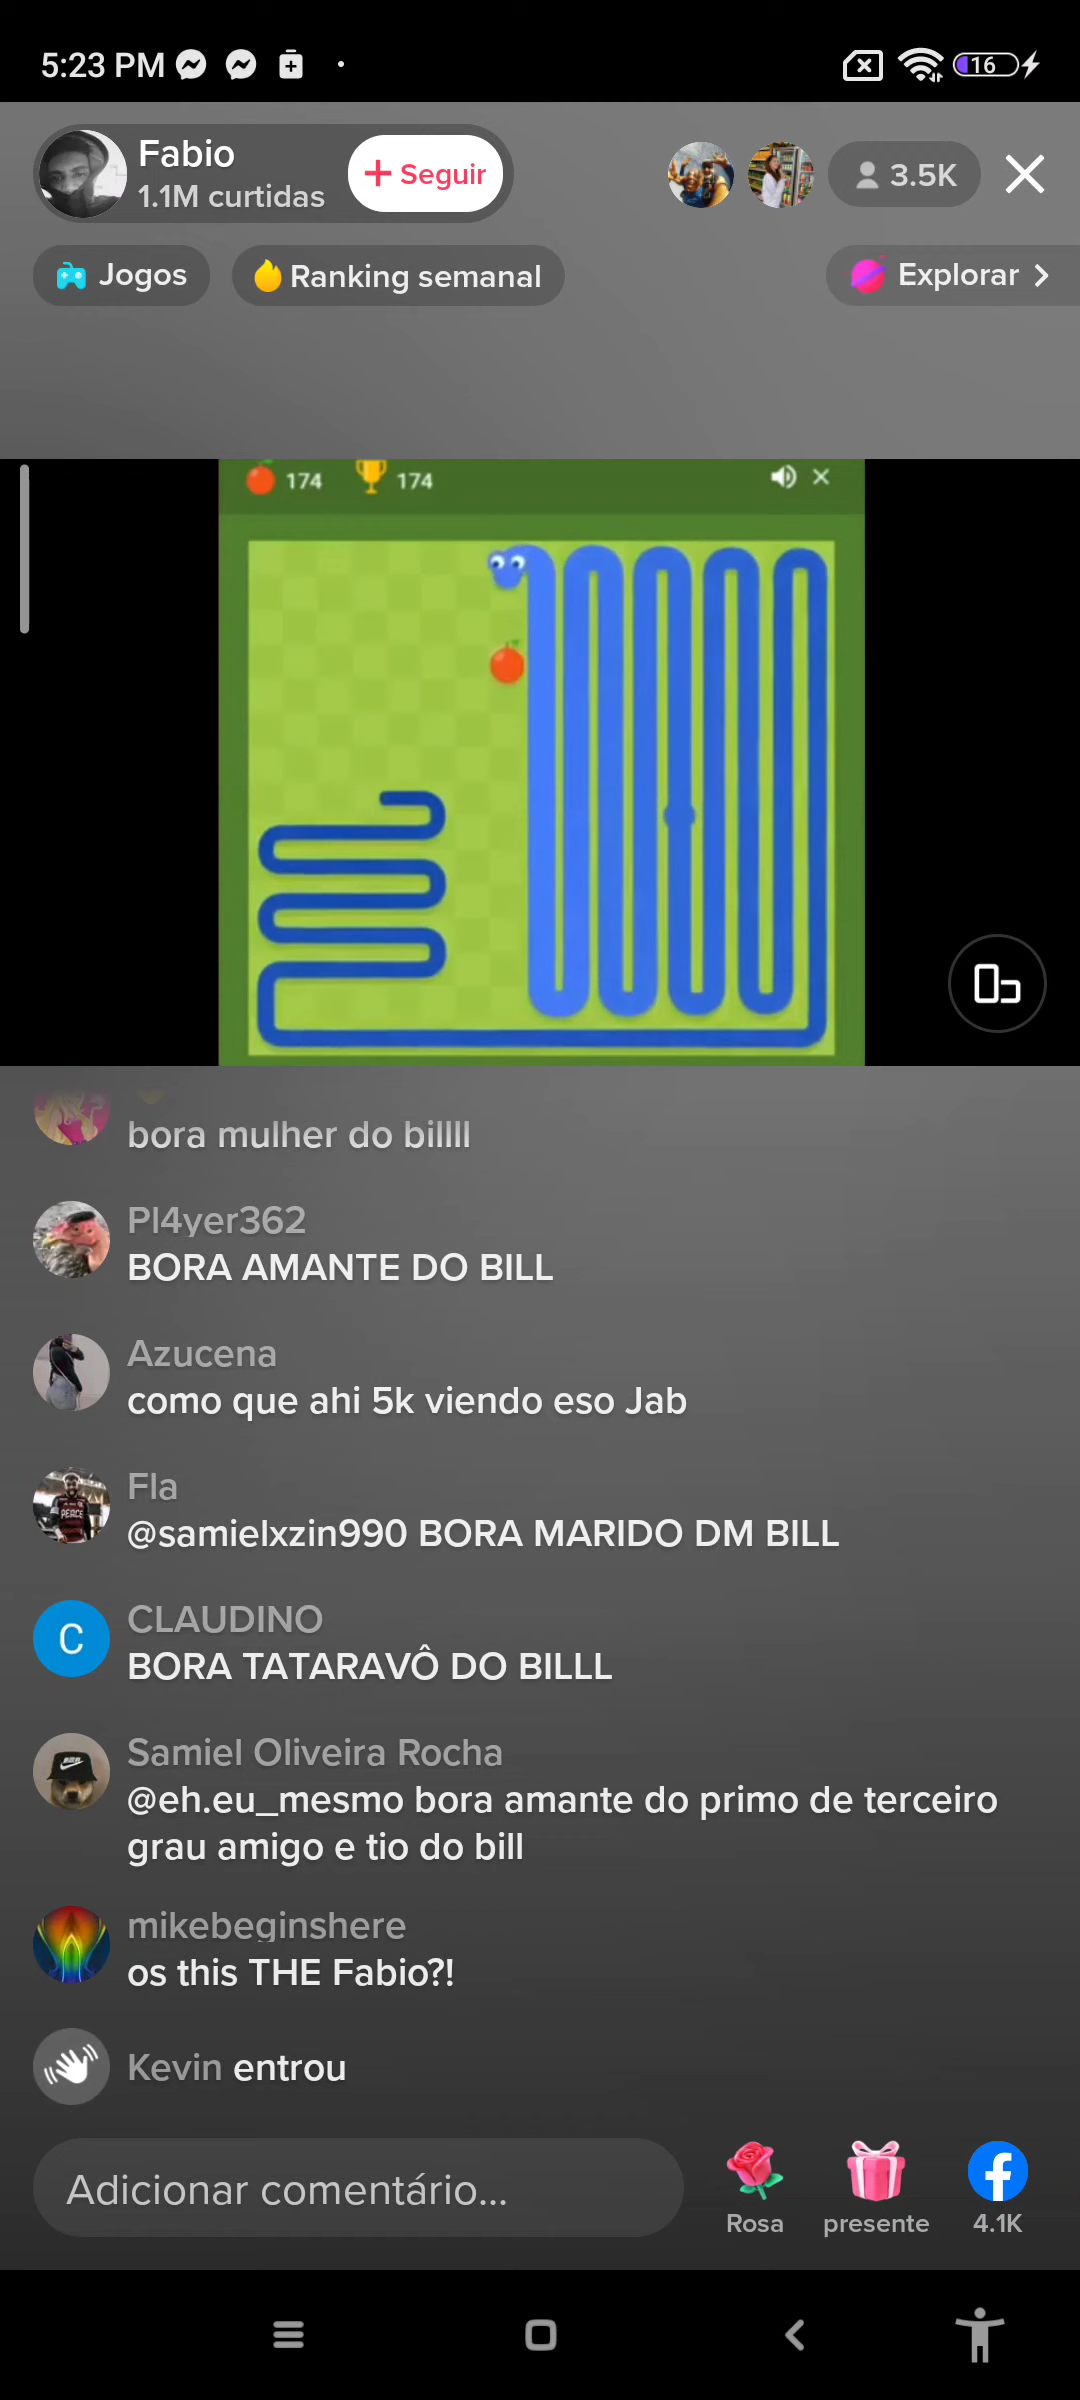 5:23 PM
16
Fabio
1.1M curtidas
+ Seguir
3.5K
Jogos
Ranking semanal
Explorar >
174
174
bora mulher do billll
Pl4yer362
BORA AMANTE DO BILL
Azucena
como que ahi 5k viendo eso Jab
Fla
@samielxzin990 BORA MARIDO DM BILL
C
CLAUDINO
BORA TATARAVÔ DO BILLL
Samiel Oliveira Rocha
@eh.eu_mesmo bora amante do primo de terceiro
grau amigo e tio do bill
mikebeginshere
os this THE Fabio?!
Kevin entrou
Adicionar comentário...
Rosa
presente
4.1K